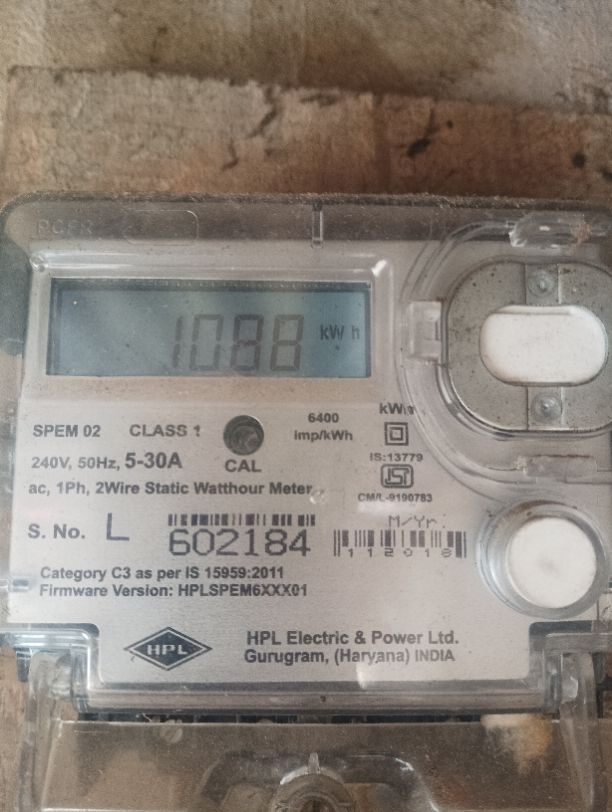 1088 kWh
SPEM 02 CLASS 1
6400
imp/kWh
240V, 50Hz, 5-30A
CAL
IS:13779
CM/L-9190783
ac, 1Ph, 2Wire Static Watthour Meter
M/Yr.
S. No. L 602184 112018
Category C3 as per IS 15959:2011
Firmware Version: HPLSPEM6XXX01
HPL
HPL Electric & Power Ltd.
Gurugram, (Haryana) INDIA